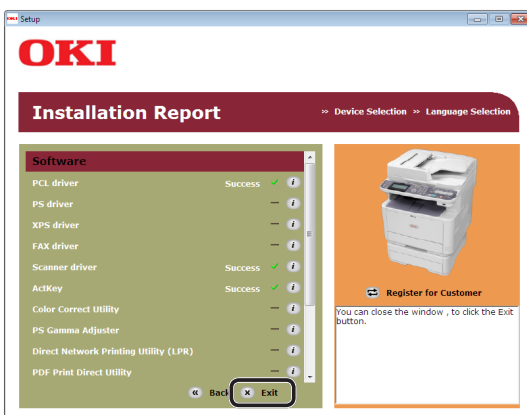 OKI Setup
OKI
Installation Report
» Device Selection » Language Selection
Software
PCL driver Success
PS driver
XPS driver
FAX driver
Scanner driver Success
ActKey Success
Color Correct Utility
PS Gamma Adjuster
Direct Network Printing Utility (LPR)
PDF Print Direct Utility
Back Exit
Register for Customer
You can close the window , to click the Exit
button.